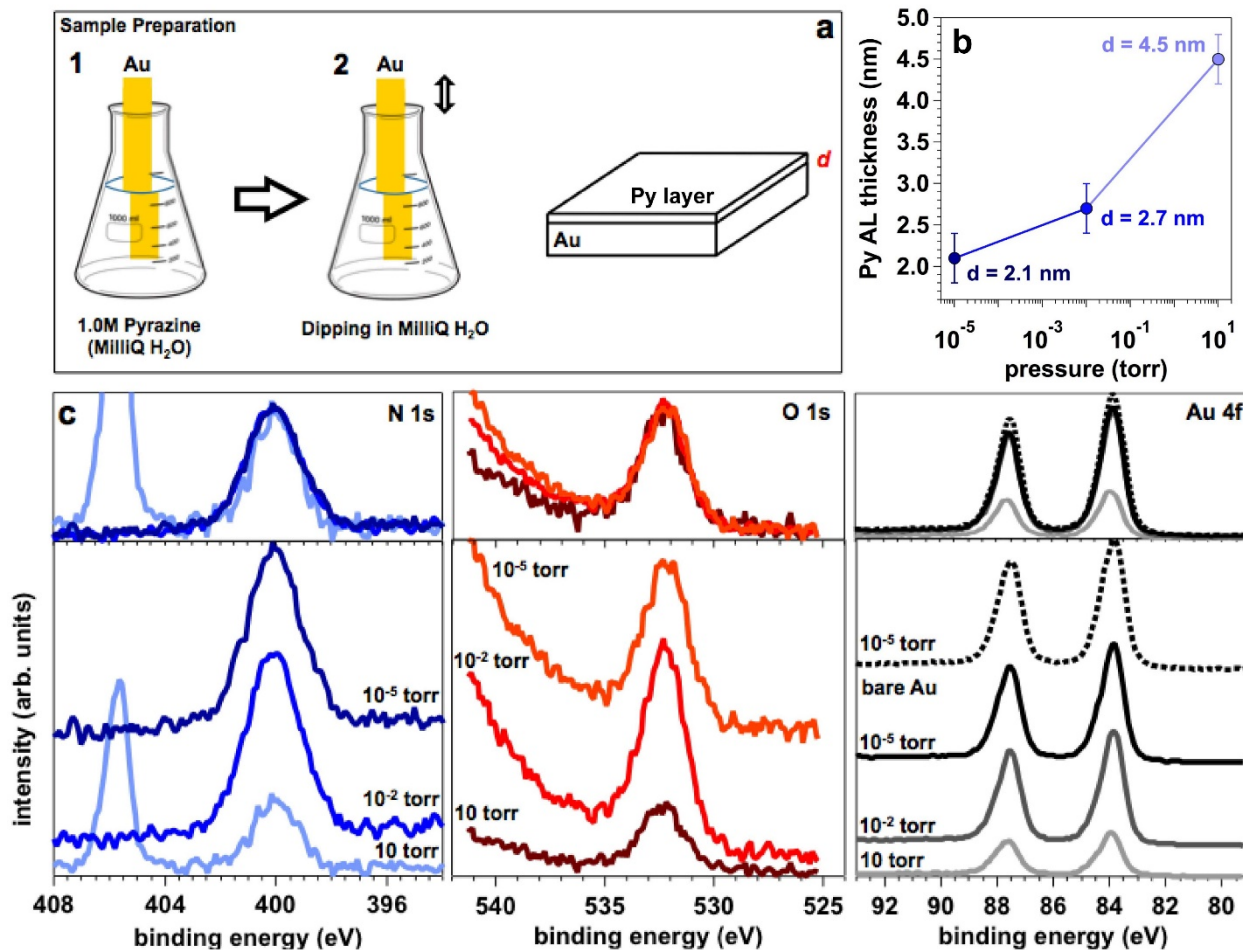 Sample Preparation
a
1
Au
2
Au
1000 ml
1000 ml
1.0M Pyrazine
(MilliQ H₂O)
Dipping in MilliQ H₂O
d
Py layer
Au
b
Py AL thickness (nm)
5.0
4.5
4.0
3.5
3.0
2.5
2.0
d = 4.5 nm
d = 2.7 nm
d = 2.1 nm
10⁻⁵
10⁻³
10⁻¹
10¹
pressure (torr)
c
N 1s
O 1s
Au 4f
intensity (arb. units)
10⁻⁵ torr
10⁻² torr
10 torr
408
404
400
396
binding energy (eV)
10⁻⁵ torr
10⁻² torr
10 torr
540
535
530
525
binding energy (eV)
10⁻⁵ torr
bare Au
10⁻⁵ torr
10⁻² torr
10 torr
92
90
88
86
84
82
80
binding energy (eV)